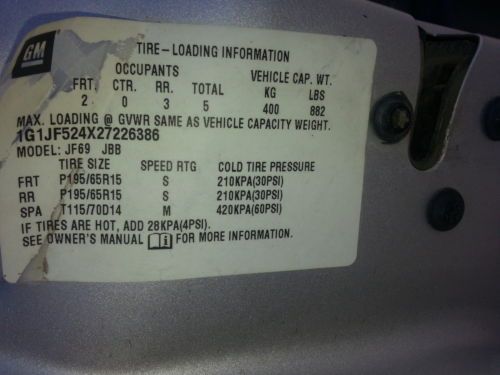 GM
TIRE-LOADING INFORMATION
OCCUPANTS VEHICLE CAP. WT.
FRT. CTR. RR. TOTAL KG LBS
2 0 3 5 400 882
MAX. LOADING @ GVWR SAME AS VEHICLE CAPACITY WEIGHT.
1G1JF524X27226386
MODEL: JF69 JBB
TIRE SIZE SPEED RTG COLD TIRE PRESSURE
FRT P195/65R15 S 210KPA(30PSI)
RR P195/65R15 S 210KPA(30PSI)
SPA T115/70D14 M 420KPA(60PSI)
IF TIRES ARE HOT, ADD 28KPA(4PSI).
SEE OWNER'S MANUAL FOR MORE INFORMATION.